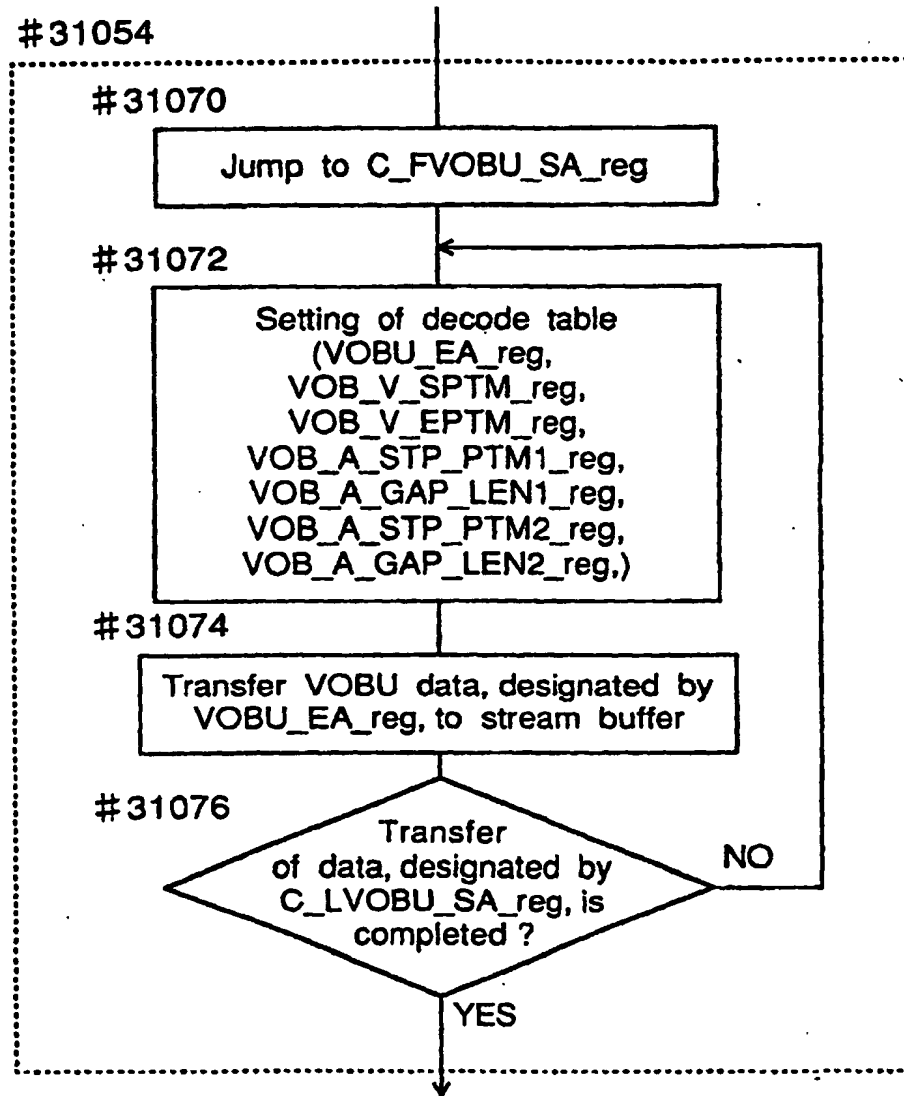 #31054
#31070
Jump to C_FVOBU_SA_reg
#31072
Setting of decode table
(VOBU_EA_reg,
VOB_V_SPTM_reg,
VOB_V_EPTM_reg,
VOB_A_STP_PTM1_reg,
VOB_A_GAP_LEN1_reg,
VOB_A_STP_PTM2_reg,
VOB_A_GAP_LEN2_reg,)
#31074
Transfer VOBU data, designated by
VOBU_EA_reg, to stream buffer
#31076
Transfer
of data, designated by
C_LVOBU_SA_reg, is
completed ?
NO
YES